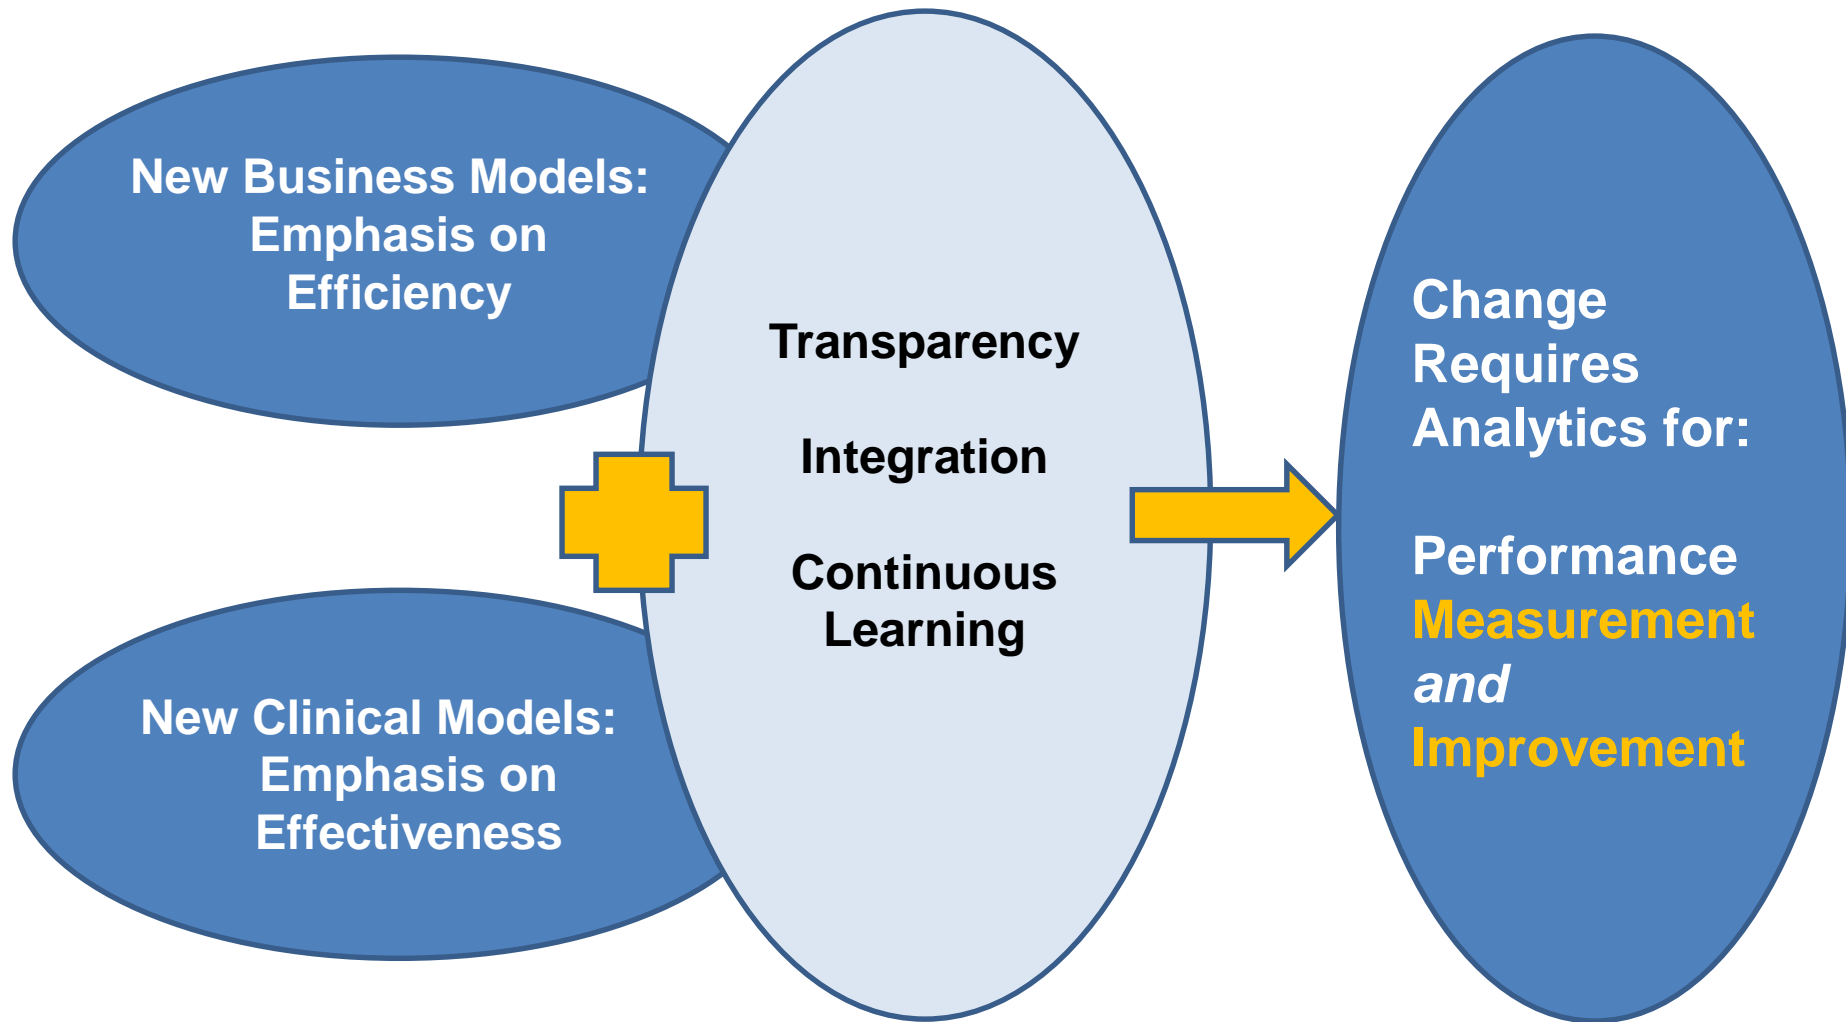 New Business Models:
Emphasis on
Efficiency
New Clinical Models:
Emphasis on
Effectiveness
Transparency
Integration
Continuous
Learning
Change
Requires
Analytics for:
Performance
Measurement
and
Improvement